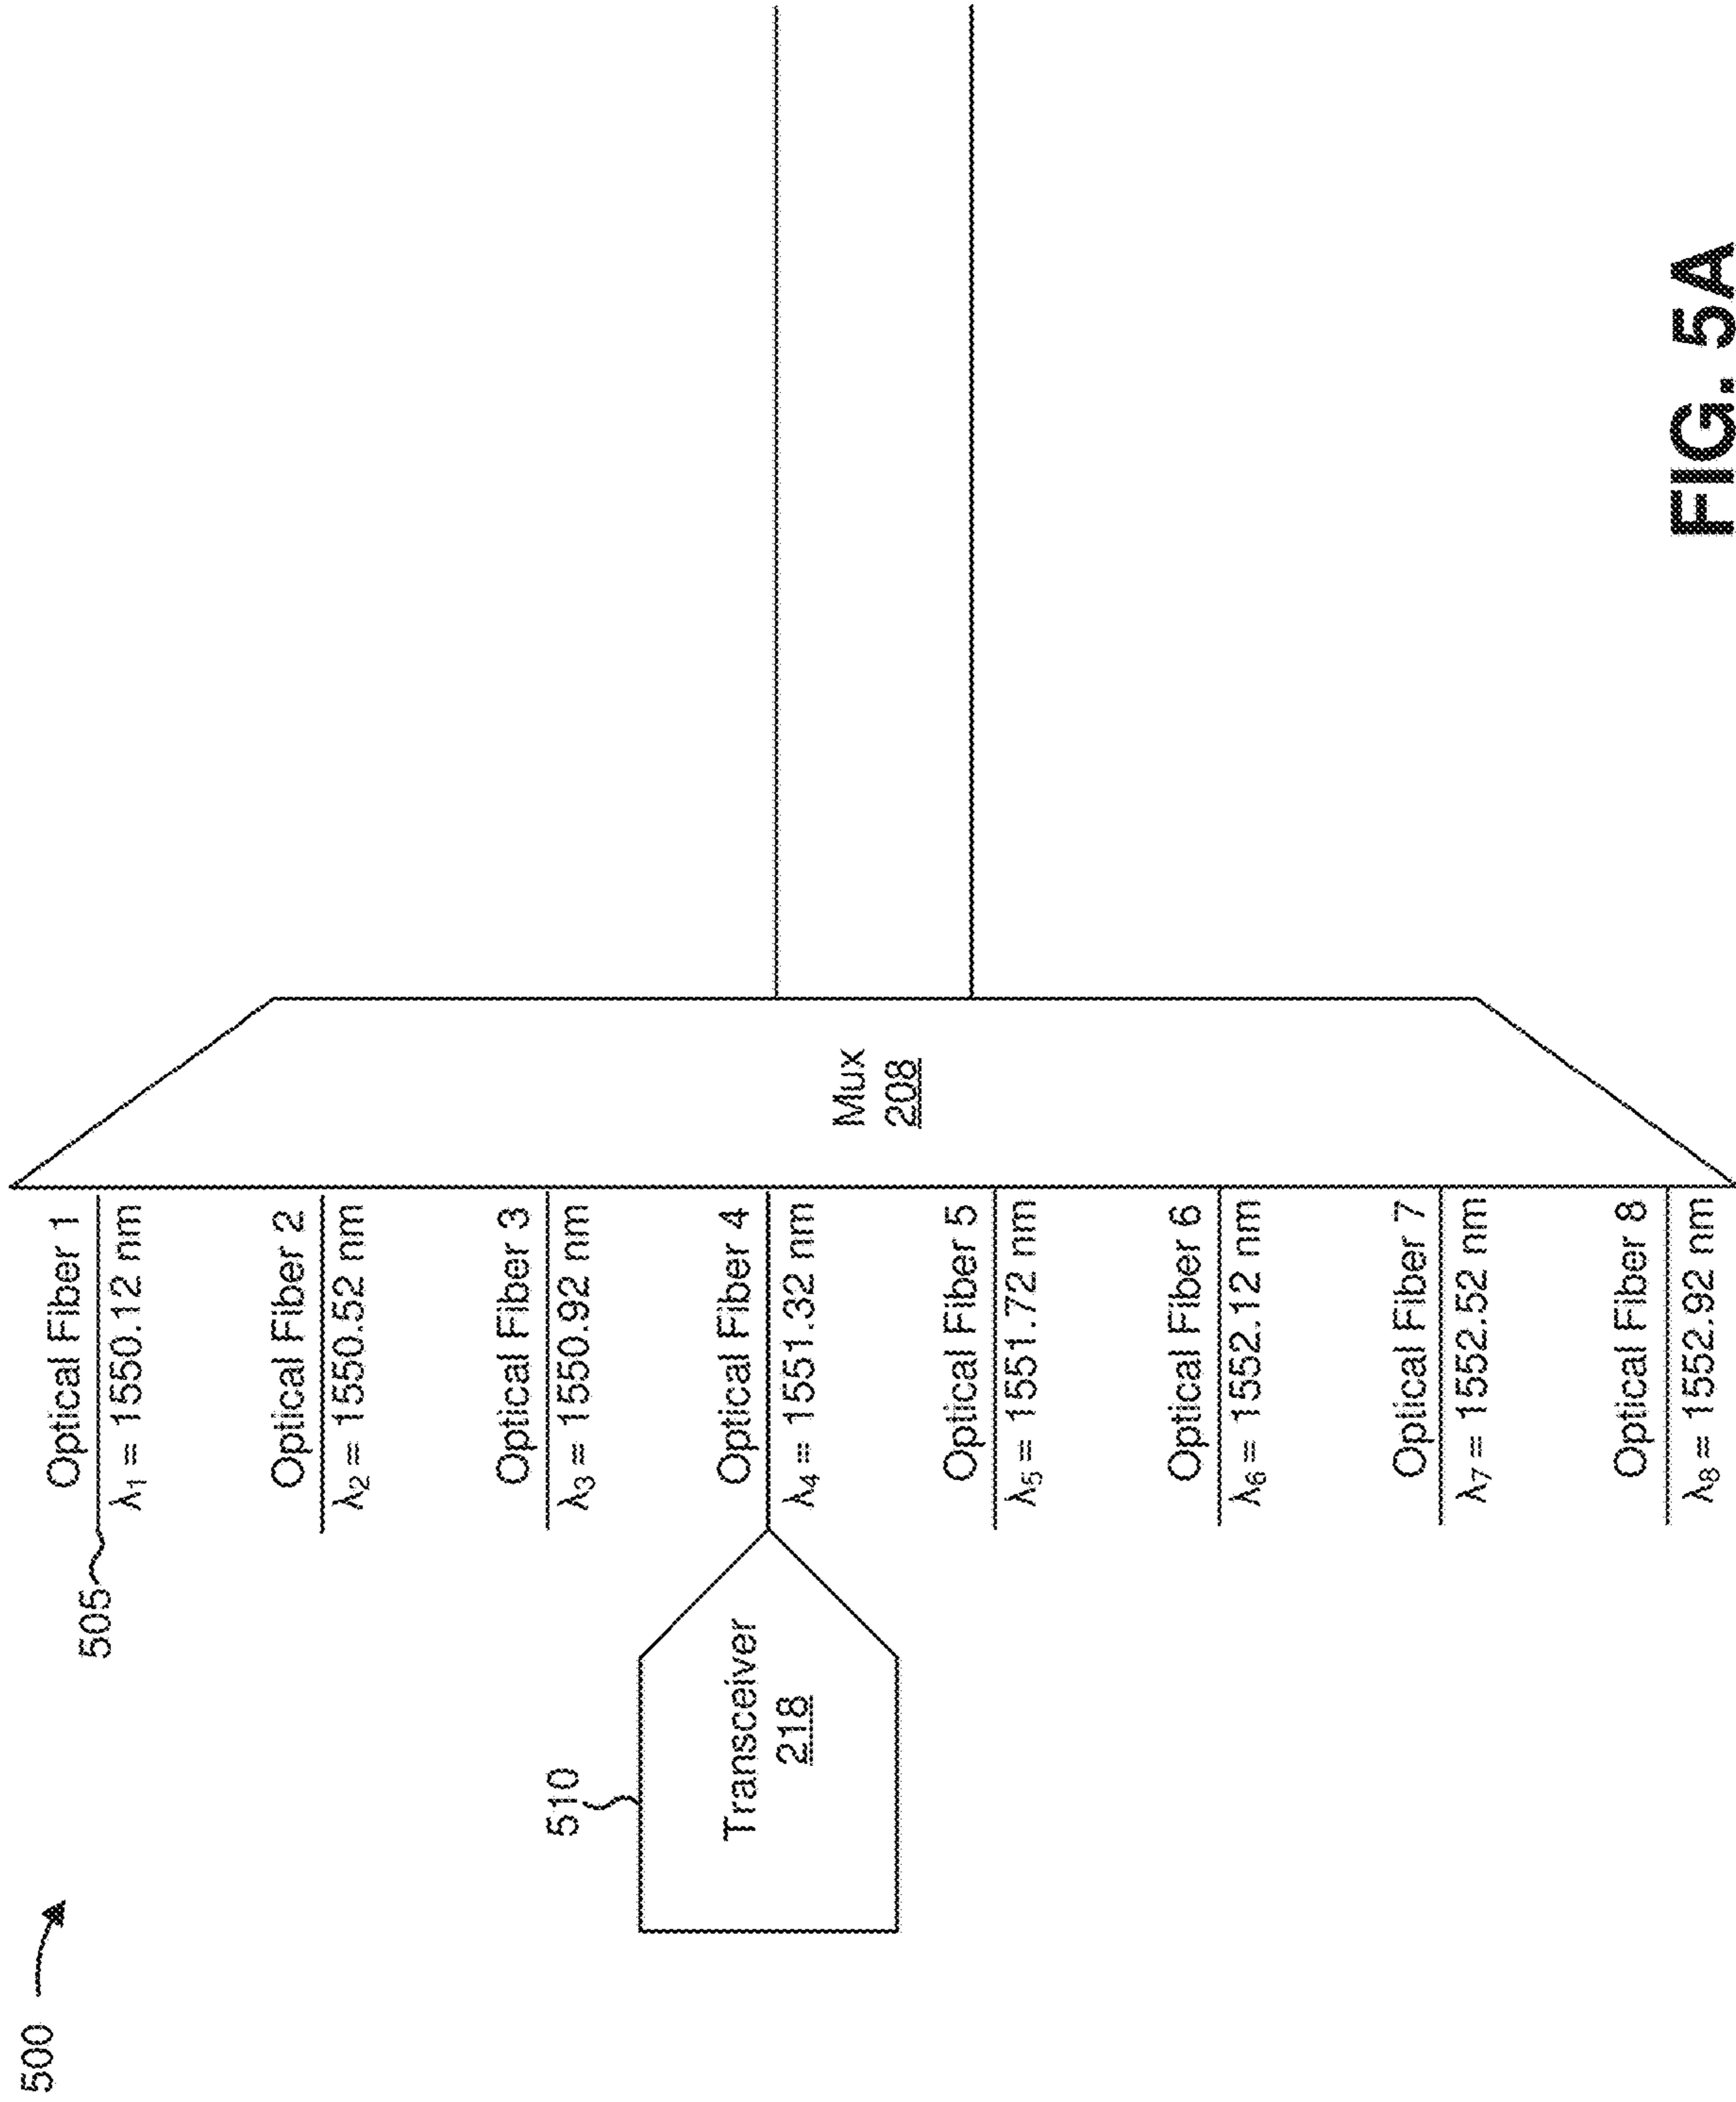 500
505
Optical Fiber 1
λ1 = 1550.12 nm
Optical Fiber 2
λ2 = 1550.52 nm
Optical Fiber 3
λ3 = 1550.92 nm
510
Transceiver
218
Optical Fiber 4
λ4 = 1551.32 nm
Optical Fiber 5
λ5 = 1551.72 nm
Optical Fiber 6
λ6 = 1552.12 nm
Optical Fiber 7
λ7 = 1552.52 nm
Optical Fiber 8
λ8 = 1552.92 nm
Mux
208
FIG. 5A